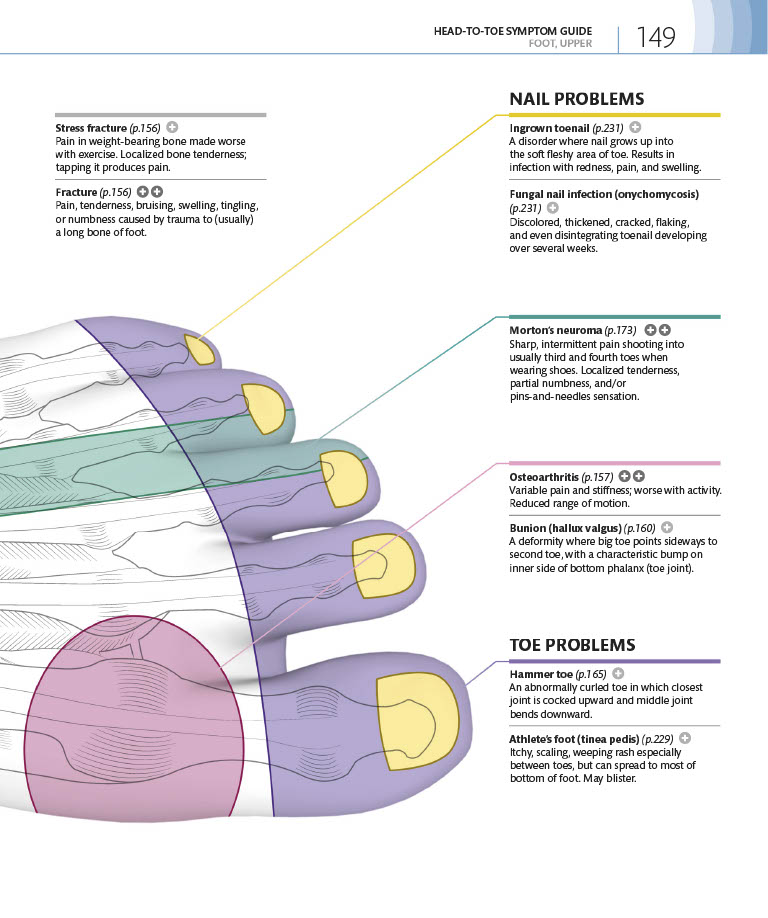 HEAD-TO-TOE SYMPTOM GUIDE
FOOT, UPPER
149
Stress fracture (p.156)
Pain in weight-bearing bone made worse
with exercise. Localized bone tenderness;
tapping it produces pain.
Fracture (p.156)
Pain, tenderness, bruising, swelling, tingling,
or numbness caused by trauma to (usually)
a long bone of foot.
NAIL PROBLEMS
Ingrown toenail (p.231)
A disorder where nail grows up into
the soft fleshy area of toe. Results in
infection with redness, pain, and swelling.
Fungal nail infection (onychomycosis)
(p.231)
Discolored, thickened, cracked, flaking,
and even disintegrating toenail developing
over several weeks.
Morton's neuroma (p.173)
Sharp, intermittent pain shooting into
usually third and fourth toes when
wearing shoes. Localized tenderness,
partial numbness, and/or
pins-and-needles sensation.
Osteoarthritis (p.157)
Variable pain and stiffness; worse with activity.
Reduced range of motion.
Bunion (hallux valgus) (p.160)
A deformity where big toe points sideways to
second toe, with a characteristic bump on
inner side of bottom phalanx (toe joint).
TOE PROBLEMS
Hammer toe (p.165)
An abnormally curled toe in which closest
joint is cocked upward and middle joint
bends downward.
Athlete's foot (tinea pedis) (p.229)
Itchy, scaling, weeping rash especially
between toes, but can spread to most of
bottom of foot. May blister.